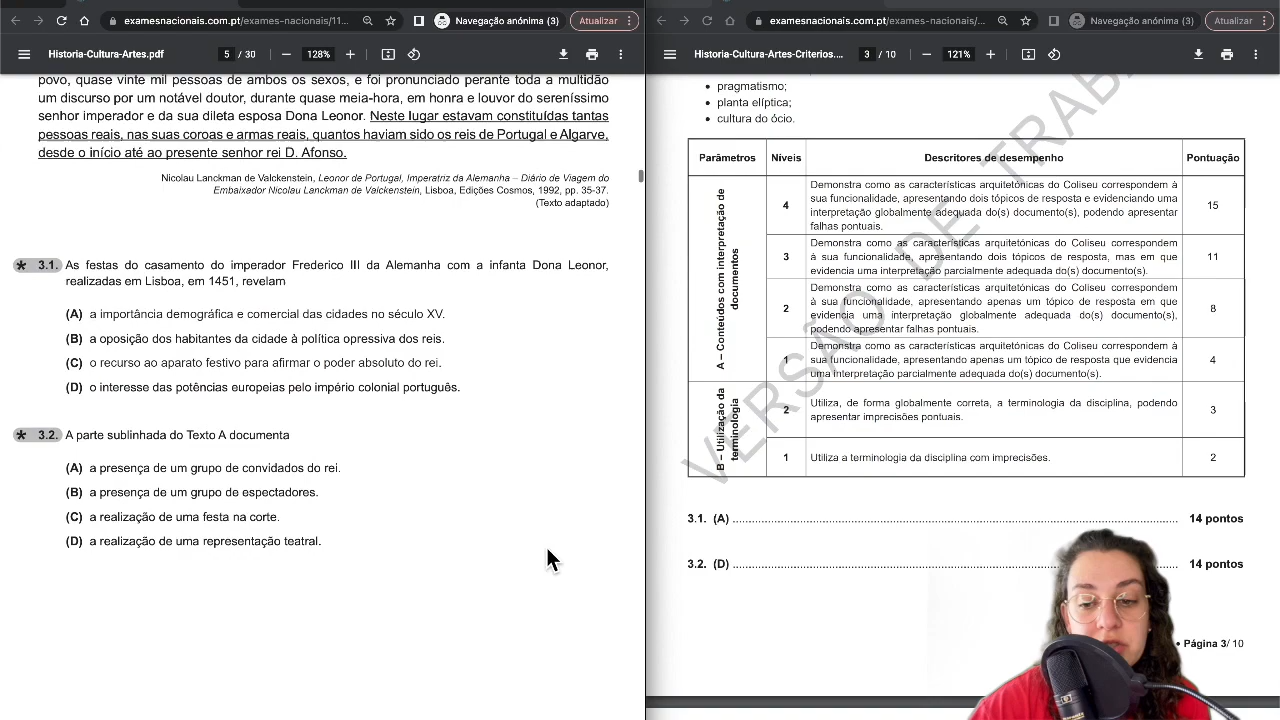 examesnacionais.com.pt/exames-nacionais/11...
Navegação anónima (3)
Atualizar
Historia-Cultura-Artes.pdf
5 / 30
128%
povo, quase vinte mil pessoas de ambos os sexos, e foi pronunciado perante toda a multidão
um discurso por um notável doutor, durante quase meia-hora, em honra e louvor do sereníssimo
senhor imperador e da sua dileta esposa Dona Leonor. Neste lugar estavam constituídas tantas
pessoas reais, nas suas coroas e armas reais, quantos haviam sido os reis de Portugal e Algarve,
desde o início até ao presente senhor rei D. Afonso.
Nicolau Lanckman de Valckenstein, Leonor de Portugal, Imperatriz da Alemanha – Diário de Viagem do
Embaixador Nicolau Lanckman de Valckenstein, Lisboa, Edições Cosmos, 1992, pp. 35-37.
(Texto adaptado)
* 3.1. As festas do casamento do imperador Frederico III da Alemanha com a infanta Dona Leonor,
realizadas em Lisboa, em 1451, revelam
(A) a importância demográfica e comercial das cidades no século XV.
(B) a oposição dos habitantes da cidade à política opressiva dos reis.
(C) o recurso ao aparato festivo para afirmar o poder absoluto do rei.
(D) o interesse das potências europeias pelo império colonial português.
* 3.2. A parte sublinhada do Texto A documenta
(A) a presença de um grupo de convidados do rei.
(B) a presença de um grupo de espectadores.
(C) a realização de uma festa na corte.
(D) a realização de uma representação teatral.
examesnacionais.com.pt/exames-nacionais/...
Navegação anónima (3)
Atualizar
Historia-Cultura-Artes-Criterios....
3 / 10
121%
• pragmatismo;
• planta elíptica;
• cultura do ócio.
Parâmetros
Níveis
Descritores de desempenho
Pontuação
A – Conteúdos com interpretação de
documentos
4
Demonstra como as características arquitetónicas do Coliseu correspondem à
sua funcionalidade, apresentando dois tópicos de resposta e evidenciando uma
interpretação globalmente adequada do(s) documento(s), podendo apresentar
falhas pontuais.
15
3
Demonstra como as características arquitetónicas do Coliseu correspondem
à sua funcionalidade, apresentando dois tópicos de resposta, mas em que
evidencia uma interpretação parcialmente adequada do(s) documento(s).
11
2
Demonstra como as características arquitetónicas do Coliseu correspondem
à sua funcionalidade, apresentando apenas um tópico de resposta em que
evidencia uma interpretação globalmente adequada do(s) documento(s),
podendo apresentar falhas pontuais.
8
1
Demonstra como as características arquitetónicas do Coliseu correspondem à
sua funcionalidade, apresentando apenas um tópico de resposta que evidencia
uma interpretação parcialmente adequada do(s) documento(s).
4
B – Utilização da
terminologia
2
Utiliza, de forma globalmente correta, a terminologia da disciplina, podendo
apresentar imprecisões pontuais.
3
1
Utiliza a terminologia da disciplina com imprecisões.
2
VERSÃO DE TRAB
3.1. (A) ........ 14 pontos
3.2. (D) ........ 14 pontos
• Página 3/ 10